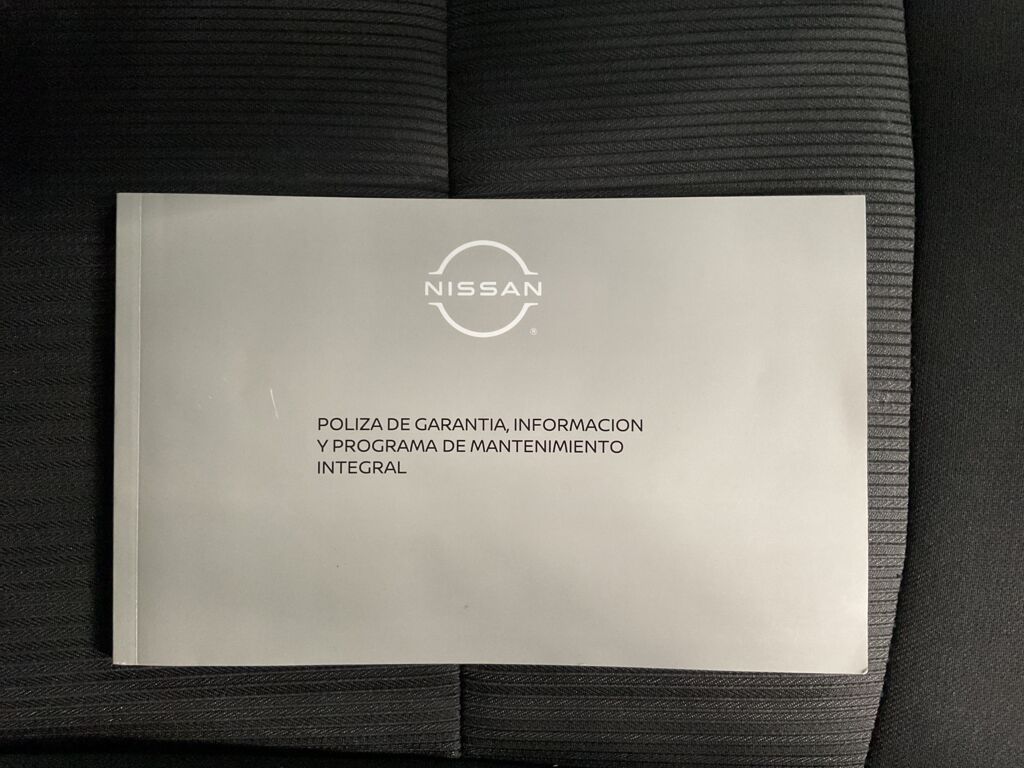 NISSAN
®
POLIZA DE GARANTIA, INFORMACION
Y PROGRAMA DE MANTENIMIENTO
INTEGRAL